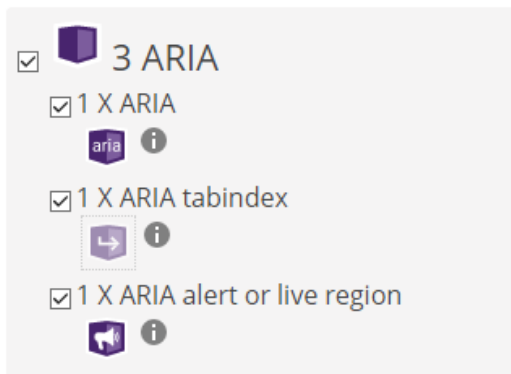 3 ARIA
1 X ARIA
aria i
1 X ARIA tabindex
i
1 X ARIA alert or live region
i